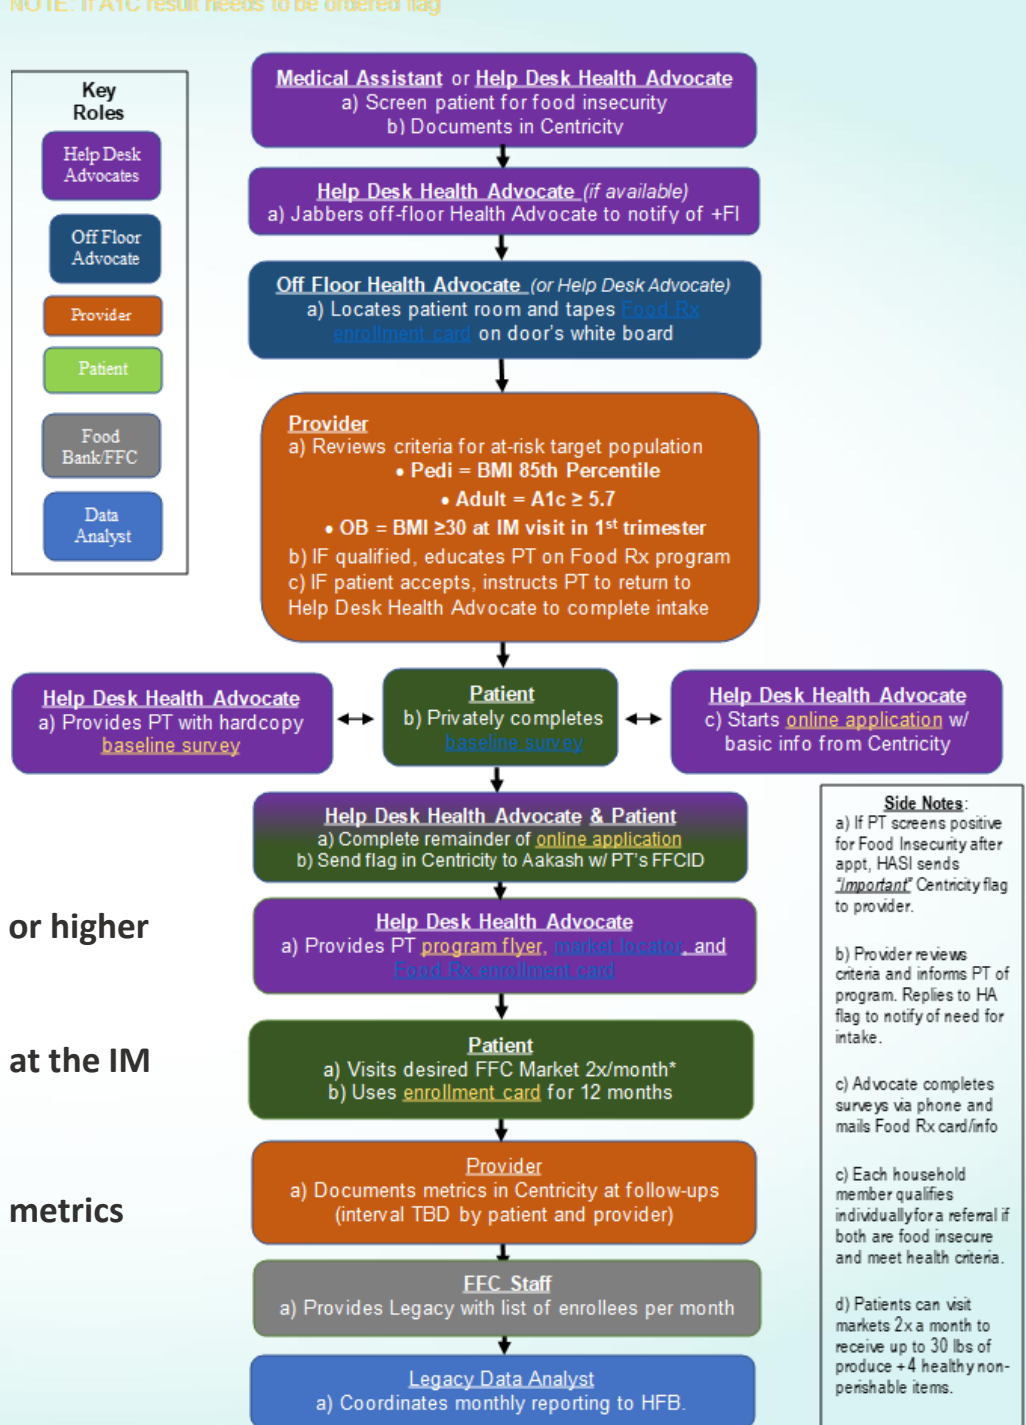 NOTE: If A1C result needs to be ordered flag
Key
Roles
Help Desk
Advocates
Off Floor
Advocate
Provider
Patient
Food
Bank/FFC
Data
Analyst
Medical Assistant or Help Desk Health Advocate
a) Screen patient for food insecurity
b) Documents in Centricity
Help Desk Health Advocate (if available)
a) Jabbers off-floor Health Advocate to notify of +FI
Off Floor Health Advocate (or Help Desk Advocate)
a) Locates patient room and tapes Food Rx
enrollment card on door's white board
Provider
a) Reviews criteria for at-risk target population
• Pedi = BMI 85th Percentile
• Adult = A1c ≥ 5.7
• OB = BMI ≥30 at IM visit in 1st trimester
b) IF qualified, educates PT on Food Rx program
c) IF patient accepts, instructs PT to return to
Help Desk Health Advocate to complete intake
Help Desk Health Advocate
a) Provides PT with hardcopy
baseline survey
Patient
b) Privately completes
baseline survey
Help Desk Health Advocate
c) Starts online application w/
basic info from Centricity
Help Desk Health Advocate & Patient
a) Complete remainder of online application
b) Send flag in Centricity to Aakash w/ PT's FFCID
or higher
Help Desk Health Advocate
a) Provides PT program flyer, market locator, and
Food Rx enrollment card
at the IM
Patient
a) Visits desired FFC Market 2x/month*
b) Uses enrollment card for 12 months
metrics
Provider
a) Documents metrics in Centricity at follow-ups
(interval TBD by patient and provider)
FFC Staff
a) Provides Legacy with list of enrollees per month
Legacy Data Analyst
a) Coordinates monthly reporting to HFB.
Side Notes:
a) If PT screens positive
for Food Insecurity after
appt, HASI sends
"Important" Centricity flag
to provider.
b) Provider reviews
criteria and informs PT of
program. Replies to HA
flag to notify of need for
intake.
c) Advocate completes
surveys via phone and
mails Food Rx card/info
c) Each household
member qualifies
individually for a referral if
both are food insecure
and meet health criteria.
d) Patients can visit
markets 2x a month to
receive up to 30 lbs of
produce +4 healthy non-
perishable items.